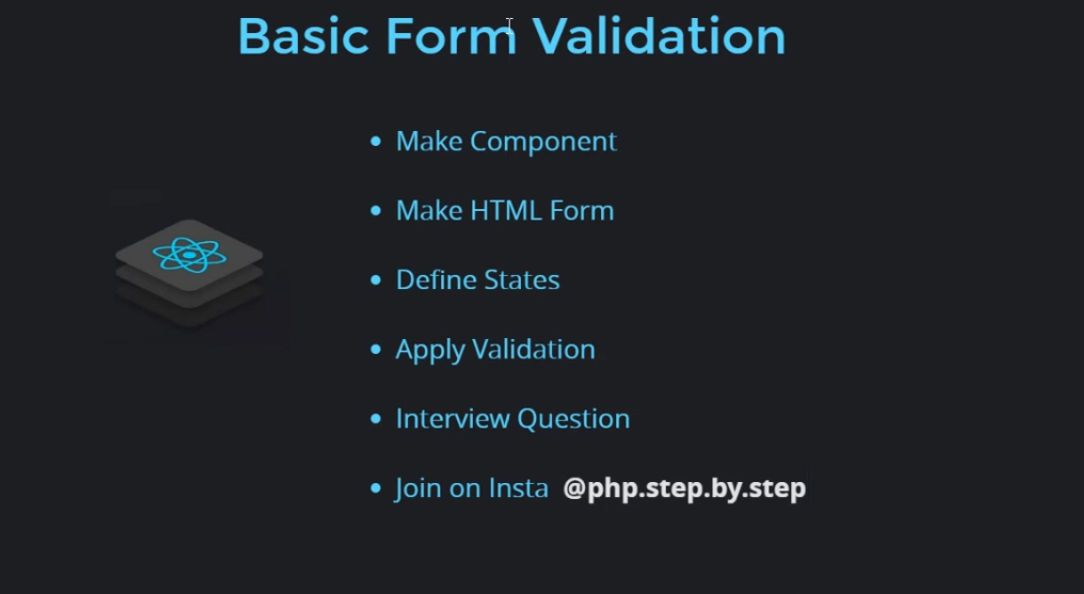 Basic Form Validation
Make Component
Make HTML Form
Define States
Apply Validation
Interview Question
Join on Insta @php.step.by.step